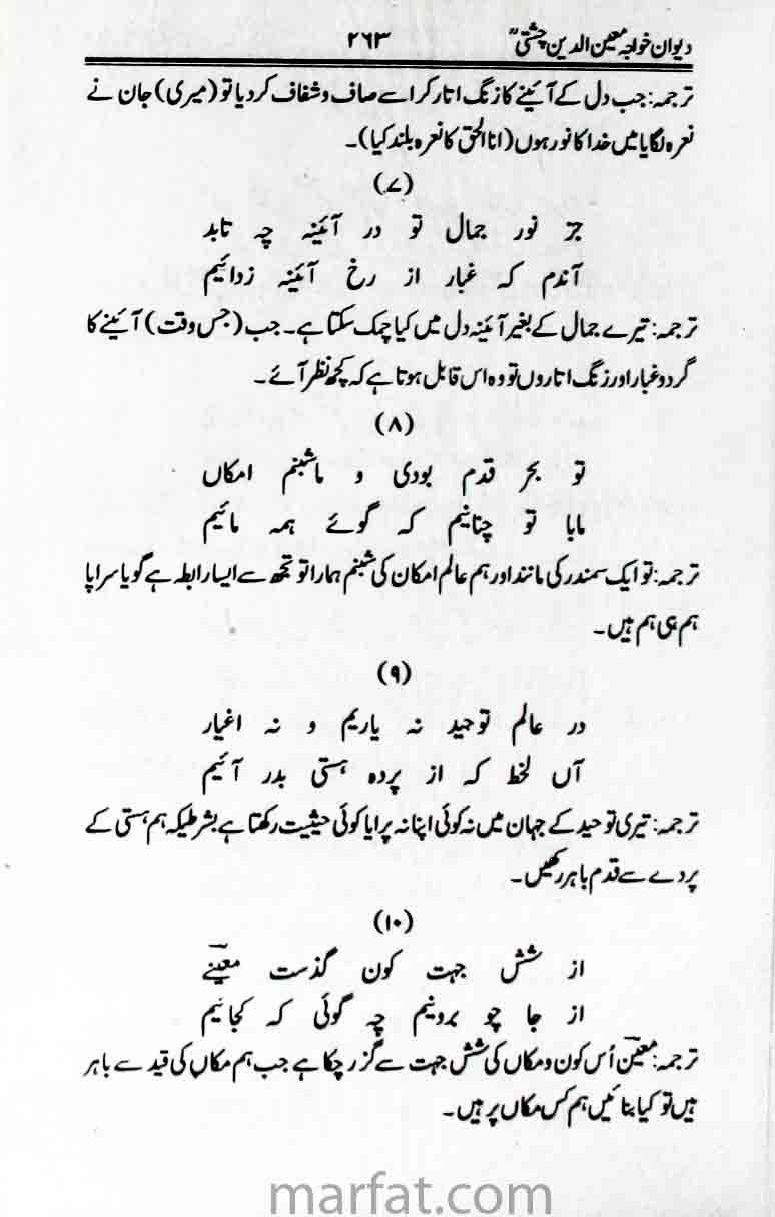 دیوان خواجہ معین الدین چشتیؒ ۲۶۳
ترجمہ: جب دل کے آئینے کا زنگ اتار کر اسے صاف و شفاف کر دیا تو (میری) جان نے
نعرہ لگایا میں خدا کا نور ہوں (انا الحق کا نعرہ بلند کیا)۔
(۷)
جز نور جمال تو در آئینہ چہ تابد
آندم کہ غبار از رخ آئینہ زدائیم
ترجمہ: تیرے جمال کے بغیر آئینہ دل میں کیا چمک سکتا ہے۔ جب (جس وقت) آئینے کا
گرد و غبار اور زنگ اتاروں تو وہ اس قابل ہوتا ہے کہ کچھ نظر آئے۔
(۸)
تو بحر قدم بودی و ماشبنم امکاں
مابا تو چنانیم کہ گوئے ہمہ مائیم
ترجمہ: تو ایک سمندر کی مانند اور ہم عالم امکان کی شبنم ہمارا تو تجھ سے ایسا رابطہ ہے گویا سراپا
ہم ہی ہم ہیں۔
(۹)
در عالم توحید نہ یاریم و نہ اغیار
آں لحظ کہ از پردہ ہستی بدر آئیم
ترجمہ: تیری توحید کے جہان میں نہ کوئی اپنا نہ پرایا کوئی حیثیت رکھتا ہے بشرطیکہ ہم ہستی کے
پردے سے قدم باہر رکھیں۔
(۱۰)
از شش جہت کون گذست معینؔے
از جا چو برونیم چہ گوئی کہ کجائیم
ترجمہ: معینؔ اُس کون و مکاں کی شش جہت سے گزر چکا ہے جب ہم مکاں کی قید سے باہر
ہیں تو کیا بتائیں ہم کس مکاں پر ہیں۔
marfat.com